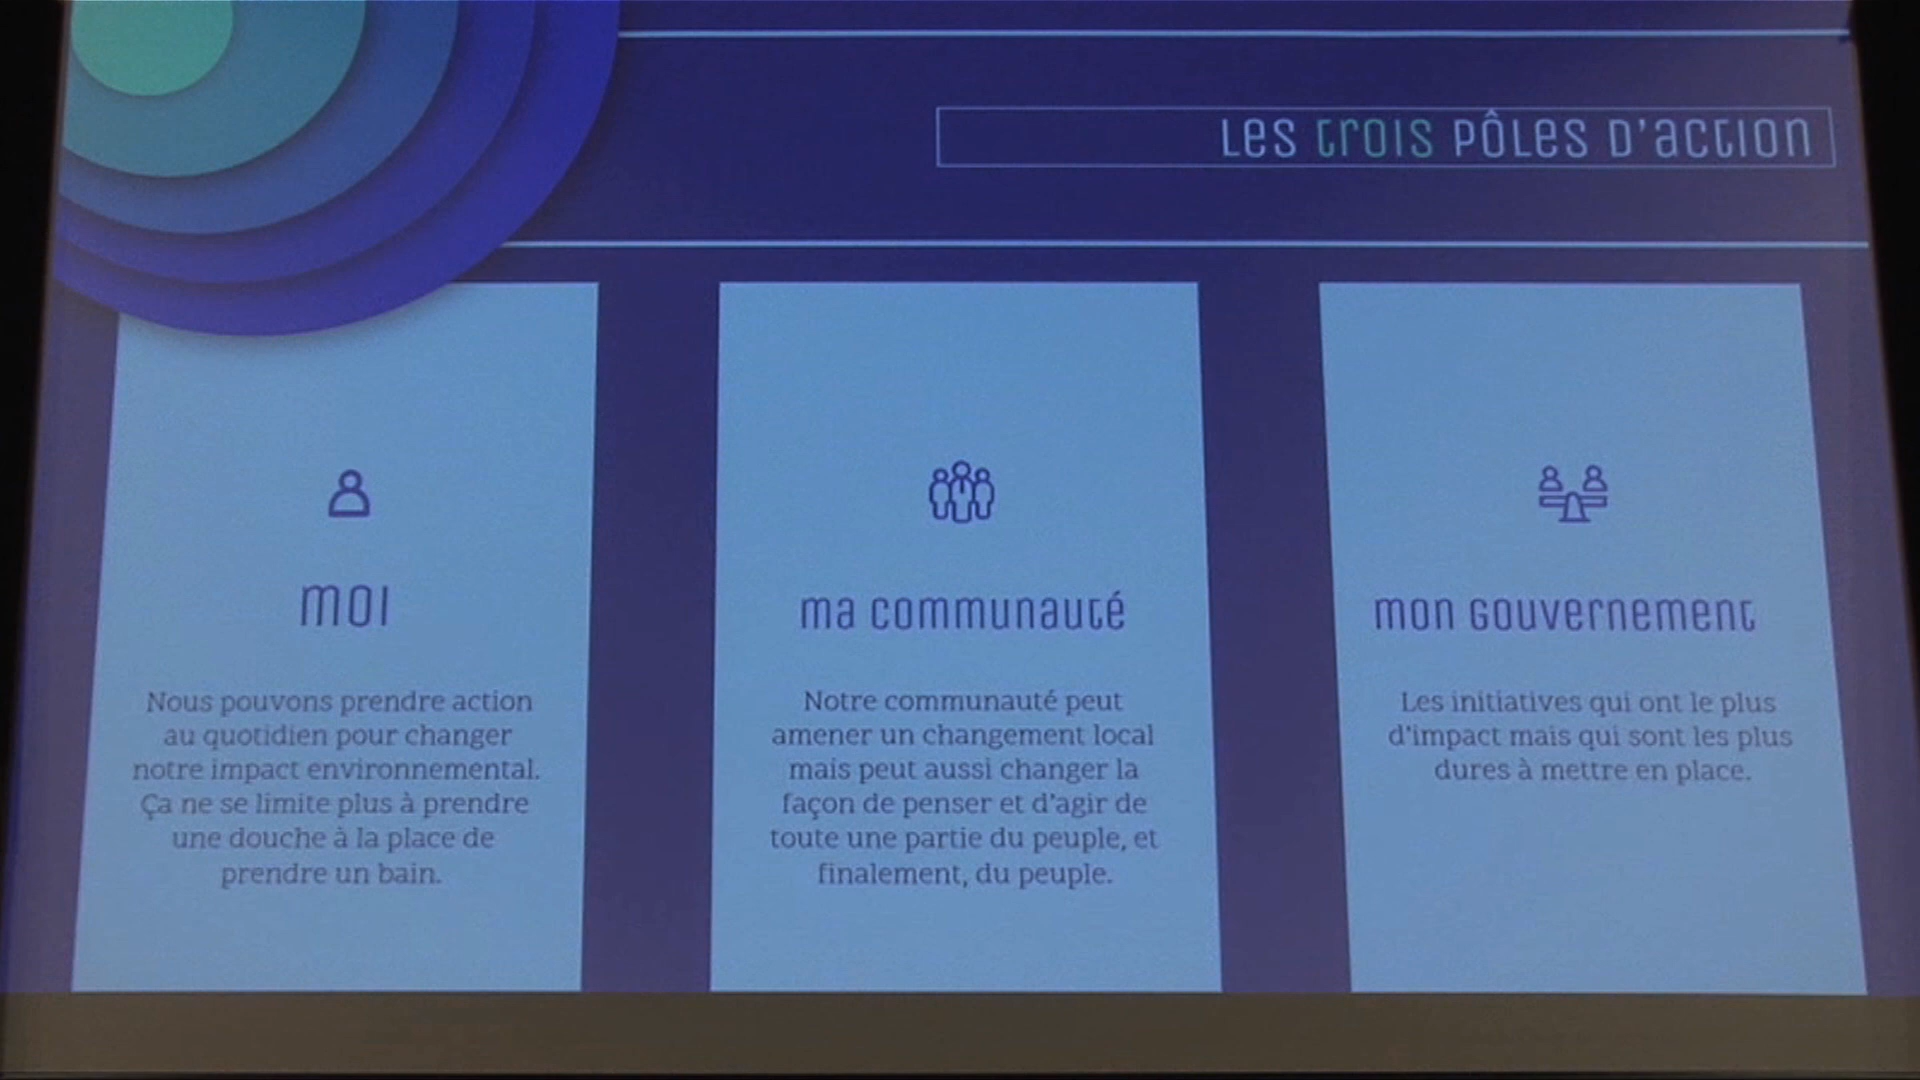 Les trois pôles d'action
moi
Nous pouvons prendre action
au quotidien pour changer
notre impact environnemental.
Ça ne se limite plus à prendre
une douche à la place de
prendre un bain.
ma communauté
Notre communauté peut
amener un changement local
mais peut aussi changer la
façon de penser et d'agir de
toute une partie du peuple, et
finalement, du peuple.
mon gouvernement
Les initiatives qui ont le plus
d'impact mais qui sont les plus
dures à mettre en place.